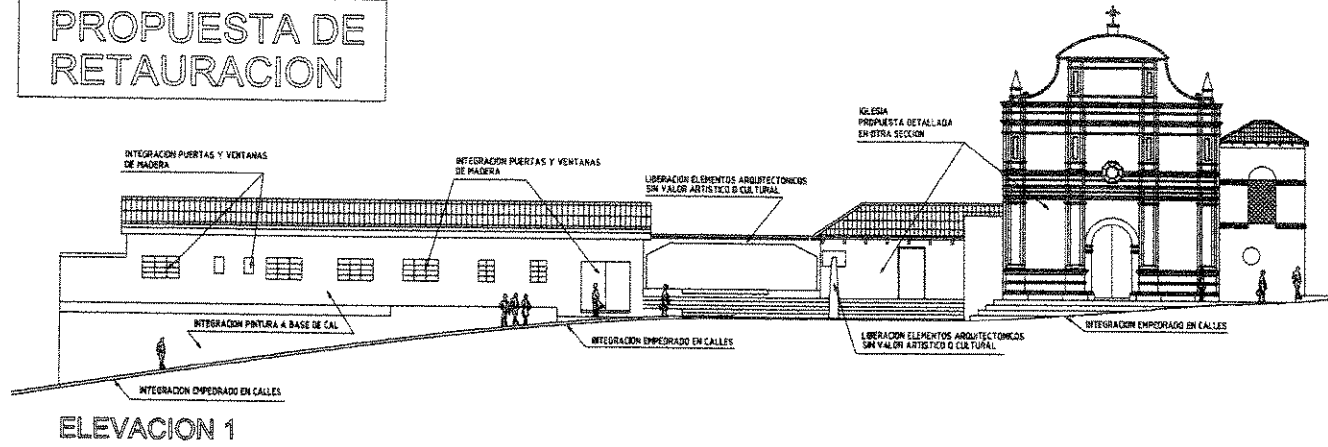 PROPUESTA DE
RETAURACION
IGLESIA
PROPUESTA DETALLADA
EN OTRA SECCION
INTEGRACION PUERTAS Y VENTANAS
DE MADERA
INTEGRACION PUERTAS Y VENTANAS
DE MADERA
LIBERACION ELEMENTOS ARQUITECTONICOS
SIN VALOR ARTISTICO O CULTURAL
INTEGRACION PINTURA A BASE DE CAL
INTEGRACION EMPEDRADO EN CALLES
LIBERACION ELEMENTOS ARQUITECTONICOS
SIN VALOR ARTISTICO O CULTURAL
INTEGRACION EMPEDRADO EN CALLES
INTEGRACION EMPEDRADO EN CALLES
ELEVACION 1